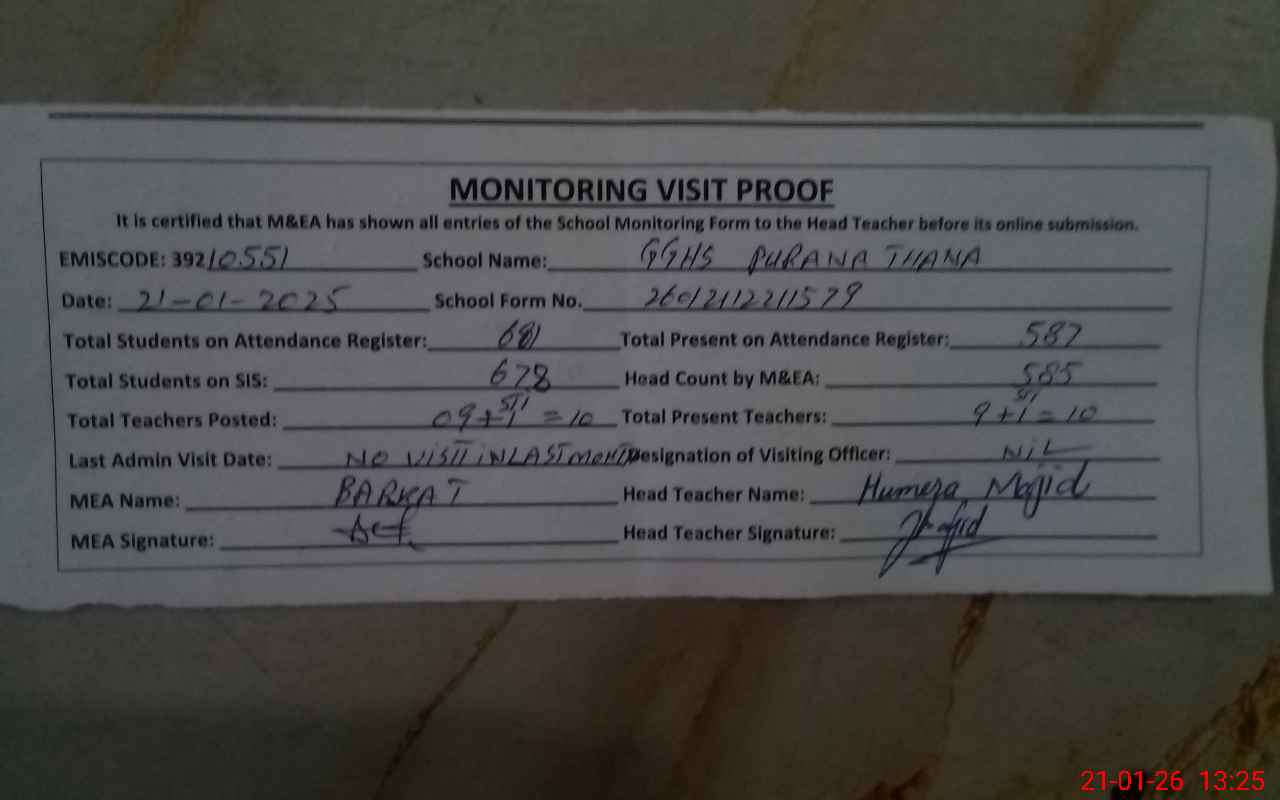 MONITORING VISIT PROOF
It is certified that M&EA has shown all entries of the School Monitoring Form to the Head Teacher before its online submission.
EMISCODE: 39210551 School Name: GGHS PURANA THANA
Date: 21-01-2025 School Form No. 26012112211579
Total Students on Attendance Register: 681 Total Present on Attendance Register: 587
Total Students on SIS: 678 Head Count by M&EA: 585
Total Teachers Posted: 09+1 STI = 10 Total Present Teachers: 9+1 STI = 10
Last Admin Visit Date: NO VISIT IN LAST MONTH Designation of Visiting Officer: NIL
MEA Name: BARKAT Head Teacher Name: Humera Majid
MEA Signature: Head Teacher Signature:
21-01-26 13:25